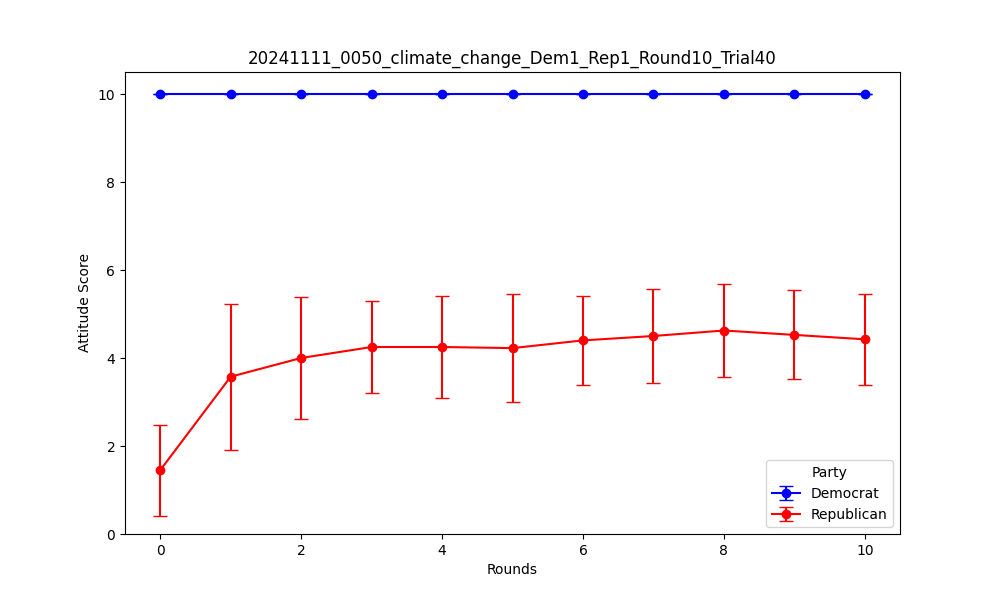 20241111_0050_climate_change_Dem1_Rep1_Round10_Trial40
Attitude Score
10
8
6
4
2
0
0 2 4 6 8 10
Rounds
Party
Democrat
Republican